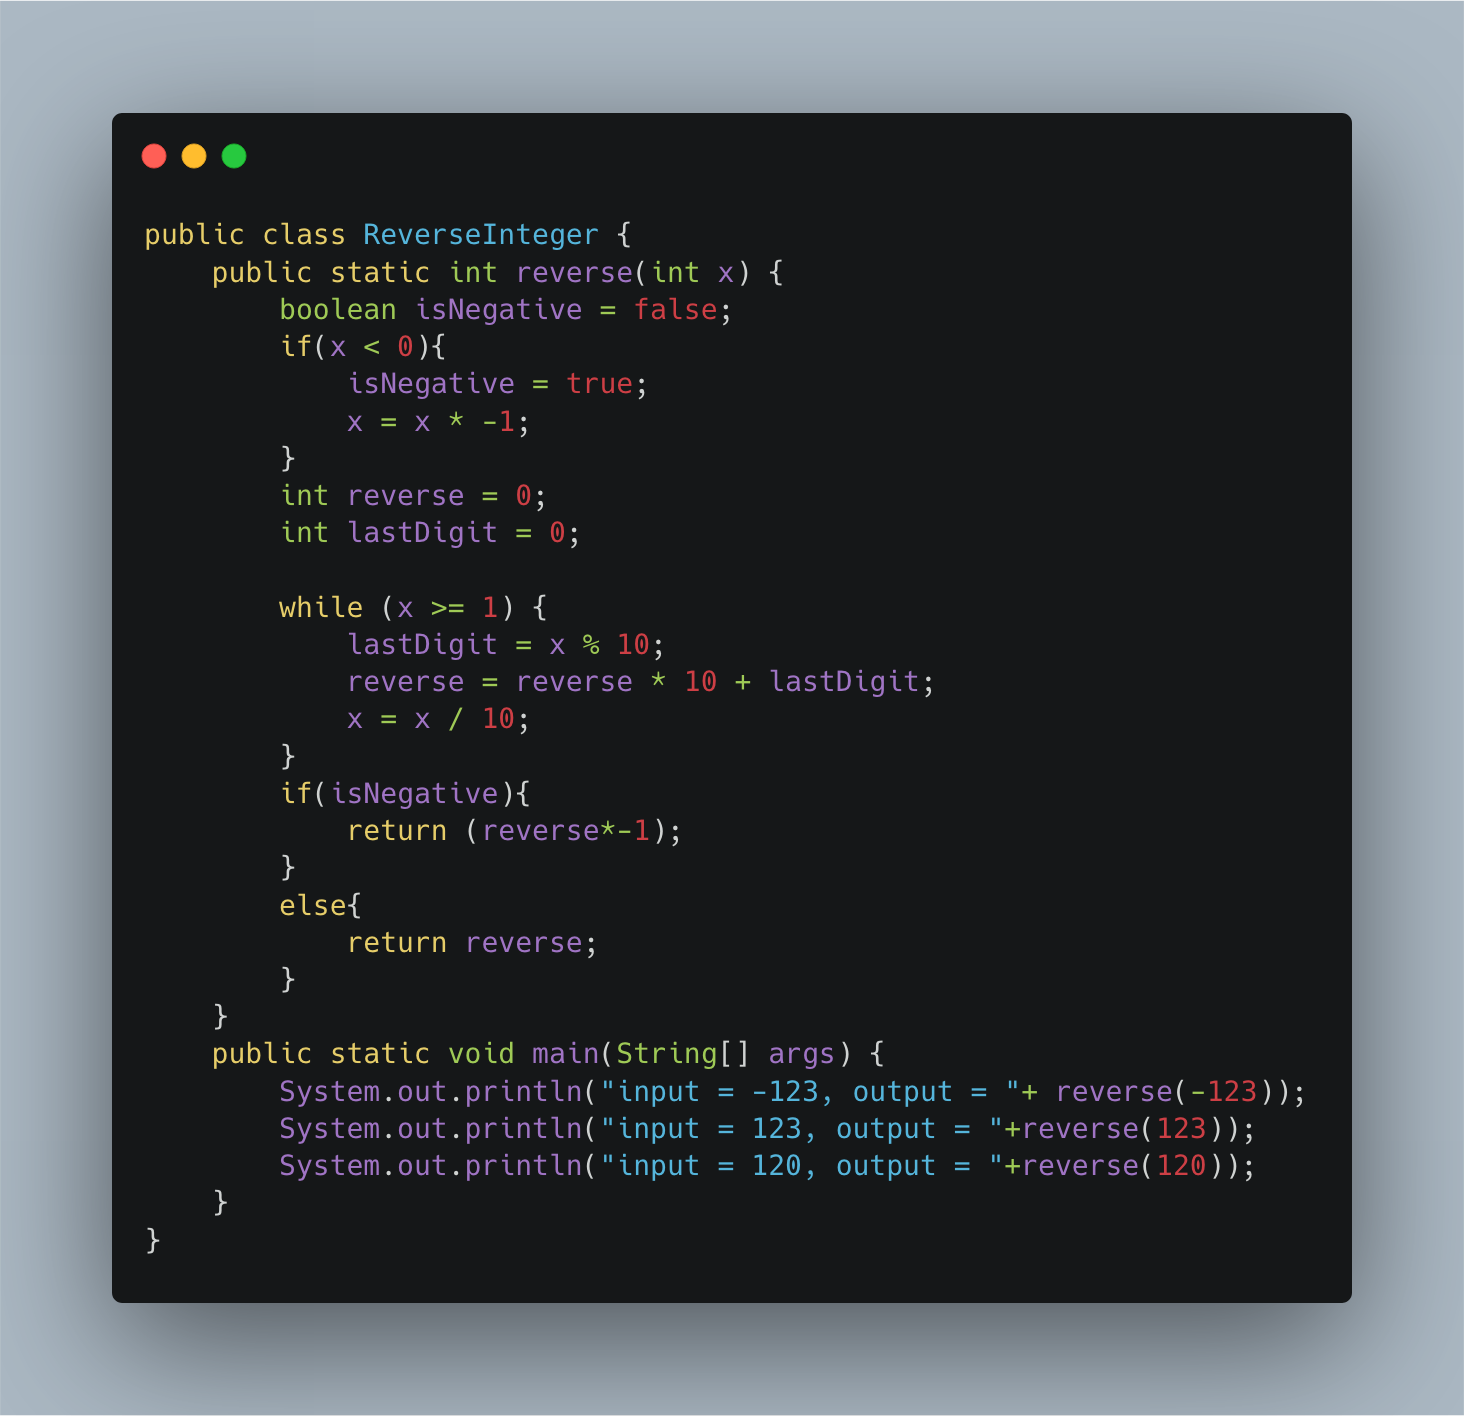 public class ReverseInteger {
    public static int reverse(int x) {
        boolean isNegative = false;
        if(x < 0){
            isNegative = true;
            x = x * -1;
        }
        int reverse = 0;
        int lastDigit = 0;

        while (x >= 1) {
            lastDigit = x % 10;
            reverse = reverse * 10 + lastDigit;
            x = x / 10;
        }
        if(isNegative){
            return (reverse*-1);
        }
        else{
            return reverse;
        }
    }
    public static void main(String[] args) {
        System.out.println("input = -123, output = "+ reverse(-123));
        System.out.println("input = 123, output = "+reverse(123));
        System.out.println("input = 120, output = "+reverse(120));
    }
}